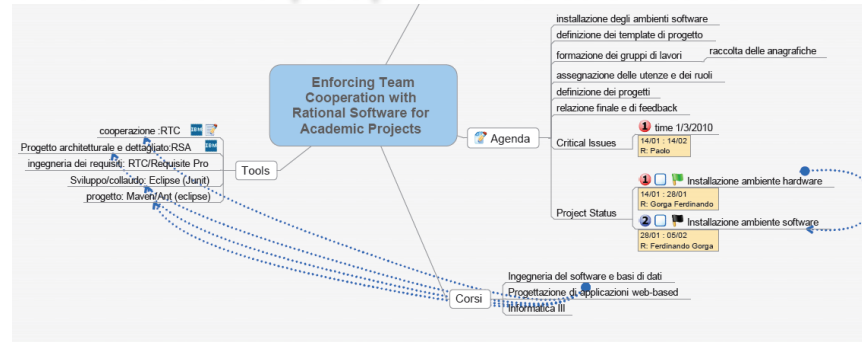 Enforcing Team
Cooperation with
Rational Software for
Academic Projects
Tools
cooperazione :RTC
IBM
Progetto architetturale e dettagliato:RSA
IBM
ingegneria dei requisiti: RTC/Requisite Pro
Sviluppo/collaudo: Eclipse (Junit)
progetto: Maven/Ant (eclipse)
Agenda
installazione degli ambienti software
definizione dei template di progetto
formazione dei gruppi di lavori
raccolta delle anagrafiche
assegnazione delle utenze e dei ruoli
definizione dei progetti
relazione finale e di feedback
Critical Issues
1 time 1/3/2010
14/01 : 14/02
R: Paolo
Project Status
1 Installazione ambiente hardware
14/01 : 28/01
R: Gorga Ferdinando
2 Installazione ambiente software
28/01 : 05/02
R: Ferdinando Gorga
Corsi
Ingegneria del software e basi di dati
Progettazione di applicazioni web-based
Informatica III